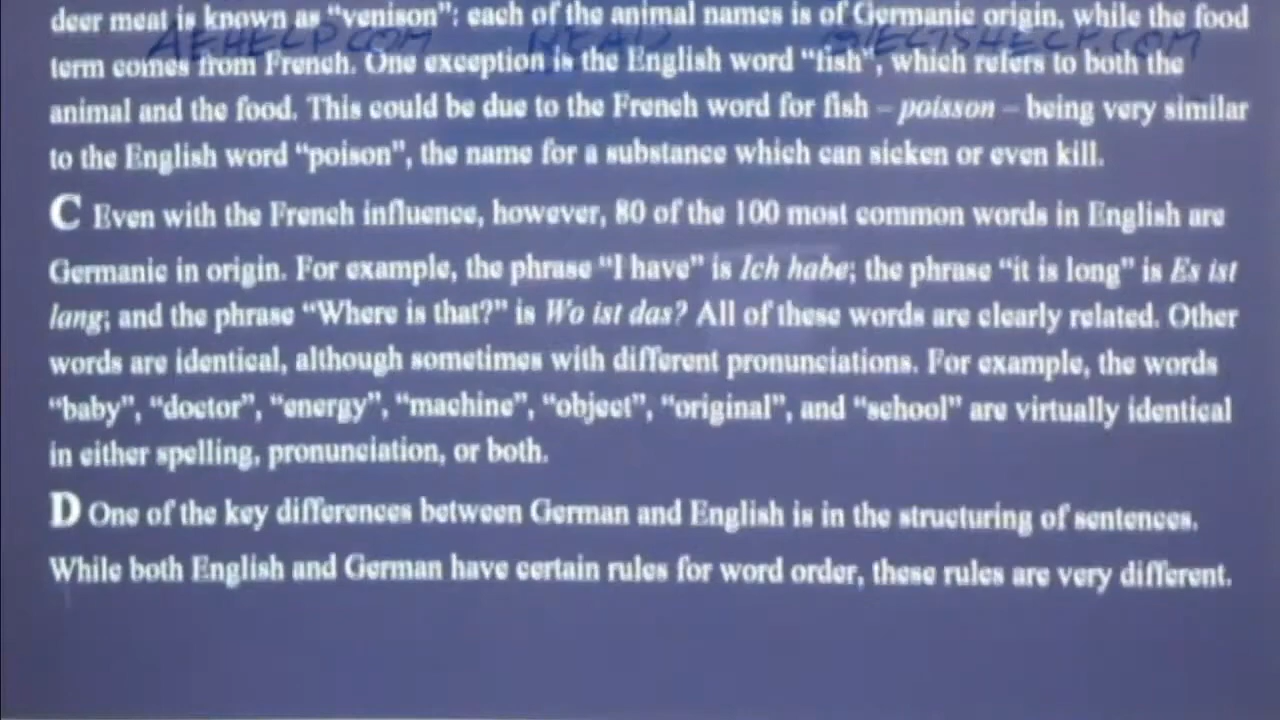 deer meat is known as “venison”; each of the animal names is of Germanic origin, while the food
AEHELP.COM HEAD IELTSHELP.COM
term comes from French. One exception is the English word “fish”, which refers to both the
animal and the food. This could be due to the French word for fish – poisson – being very similar
to the English word “poison”, the name for a substance which can sicken or even kill.
C Even with the French influence, however, 80 of the 100 most common words in English are
Germanic in origin. For example, the phrase “I have” is Ich habe; the phrase “it is long” is Es ist
lang; and the phrase “Where is that?” is Wo ist das? All of these words are clearly related. Other
words are identical, although sometimes with different pronunciations. For example, the words
“baby”, “doctor”, “energy”, “machine”, “object”, “original”, and “school” are virtually identical
in either spelling, pronunciation, or both.
D One of the key differences between German and English is in the structuring of sentences.
While both English and German have certain rules for word order, these rules are very different.